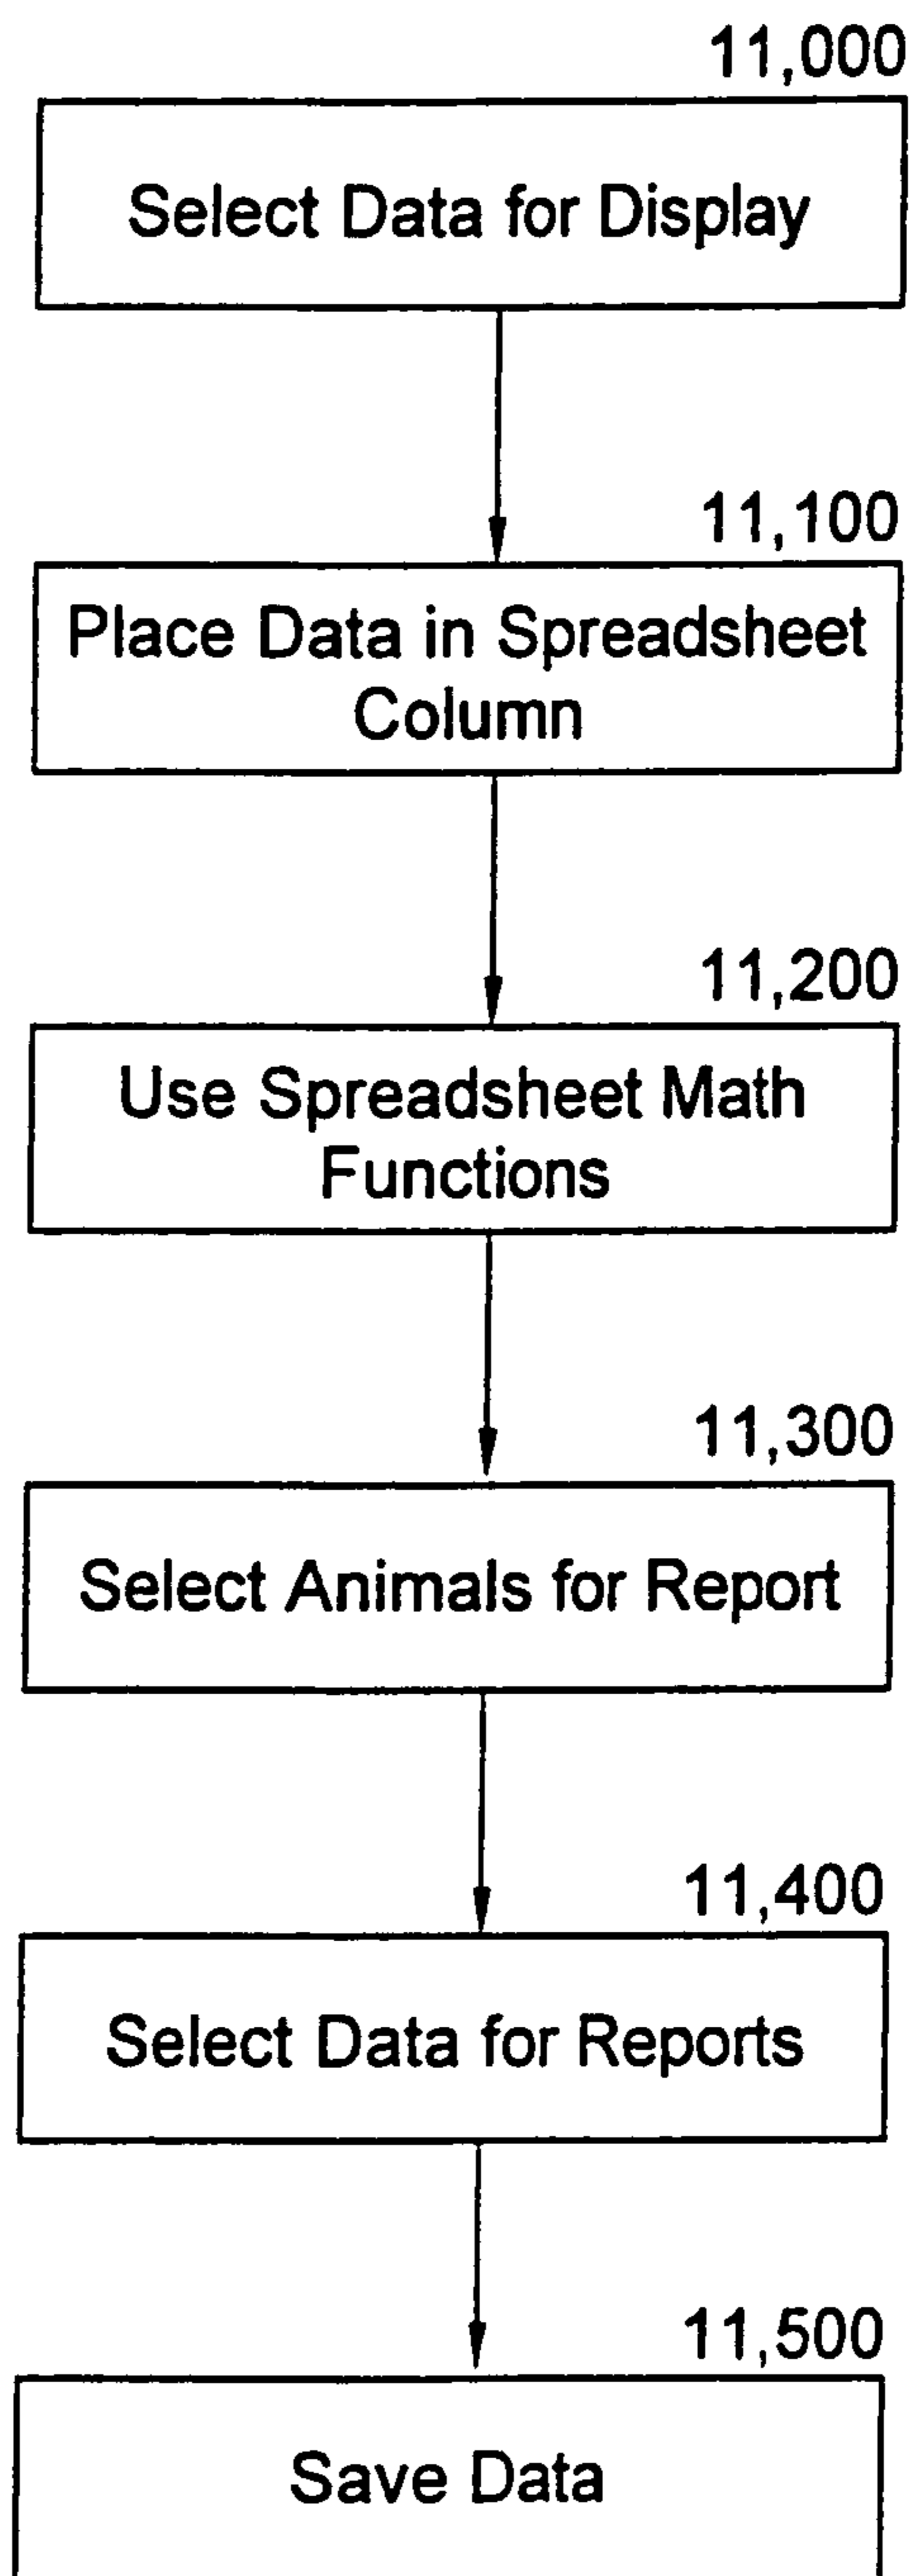 11,000
Select Data for Display
11,100
Place Data in Spreadsheet
Column
11,200
Use Spreadsheet Math
Functions
11,300
Select Animals for Report
11,400
Select Data for Reports
11,500
Save Data